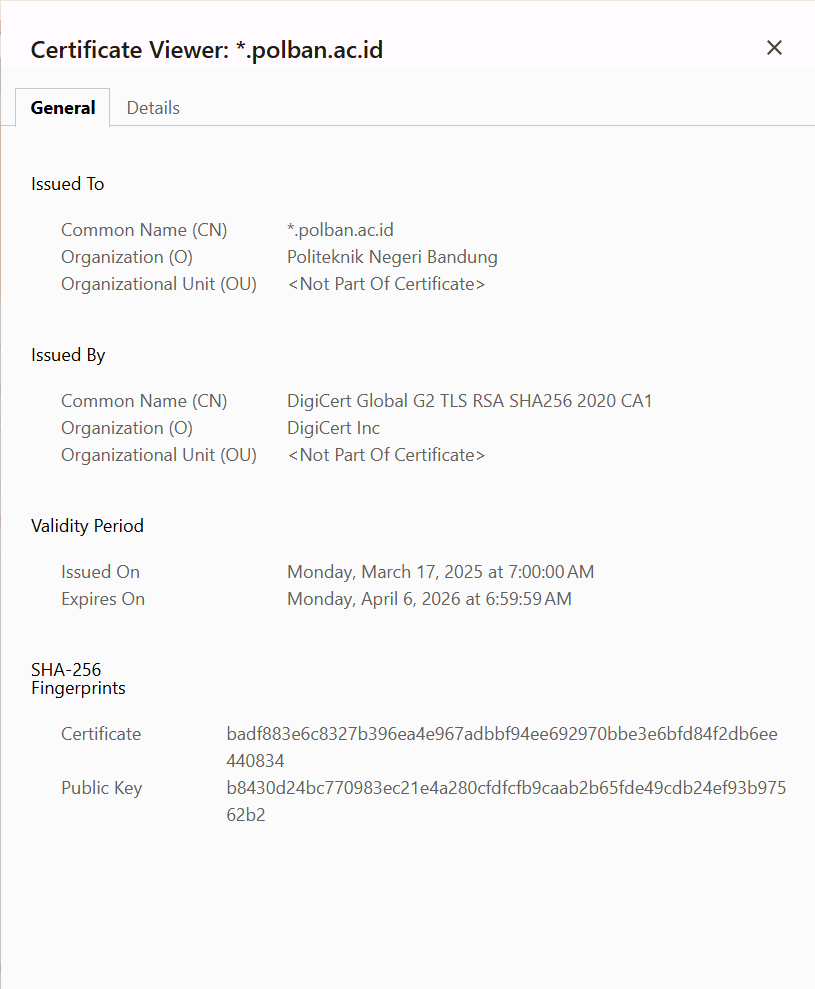 Certificate Viewer: *.polban.ac.id
General Details
Issued To
Common Name (CN) *.polban.ac.id
Organization (O) Politeknik Negeri Bandung
Organizational Unit (OU) <Not Part Of Certificate>
Issued By
Common Name (CN) DigiCert Global G2 TLS RSA SHA256 2020 CA1
Organization (O) DigiCert Inc
Organizational Unit (OU) <Not Part Of Certificate>
Validity Period
Issued On Monday, March 17, 2025 at 7:00:00 AM
Expires On Monday, April 6, 2026 at 6:59:59 AM
SHA-256
Fingerprints
Certificate badf883e6c8327b396ea4e967adbbf94ee692970bbe3e6bfd84f2db6ee
440834
Public Key b8430d24bc770983ec21e4a280cfdfcfb9caab2b65fde49cdb24ef93b975
62b2